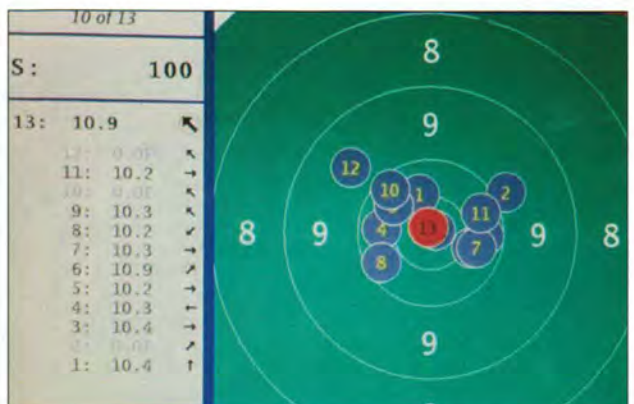 10 of 13
S: 100
13: 10.9 ↖
↖
11: 10.2 →
↖
9: 10.3 ↖
8: 10.2 ↙
7: 10.3 →
6: 10.9 ↗
5: 10.2 →
4: 10.3 ←
3: 10.4 →
↗
1: 10.4 ↑
8
9
12
10 1 2
11
8 9 4 13 7 9 8
8
9